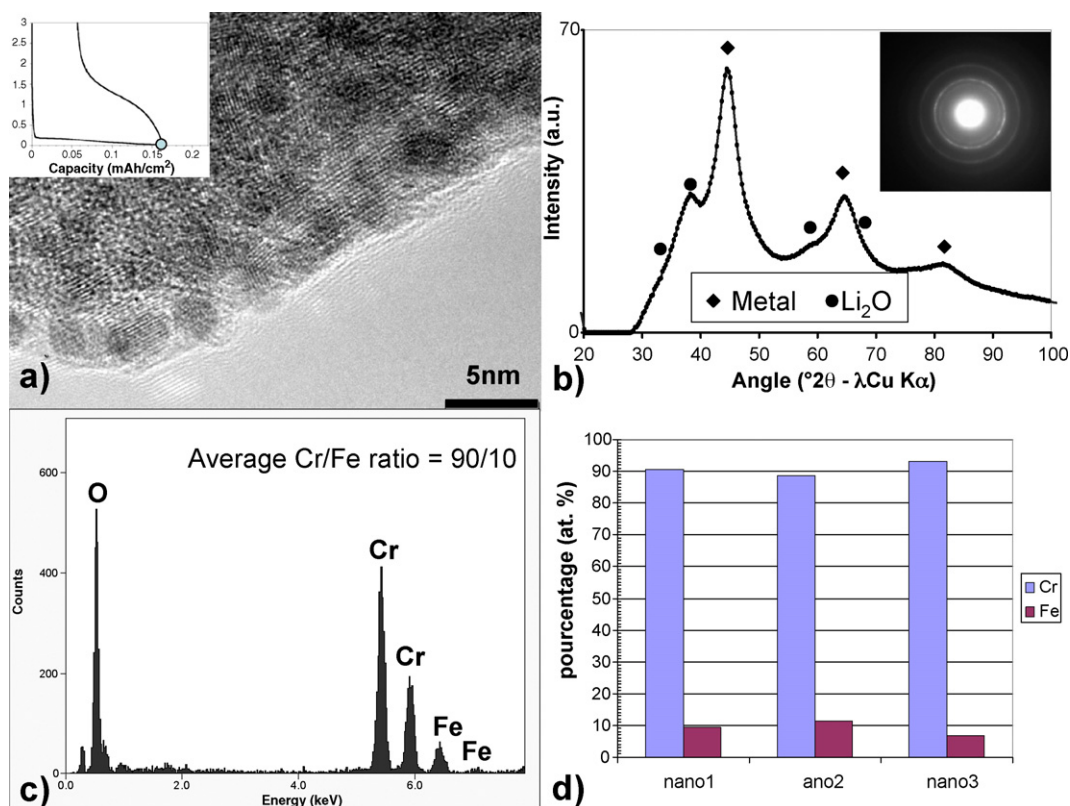 3
2.5
2
1.5
1
0.5
0
0 0.05 0.1 0.15 0.2
Capacity (mAh/cm²)
a)
5nm
70
Intensity (a.u.)
0
◆ Metal ● Li₂O
20 30 40 50 60 70 80 90 100
Angle (°2θ - λCu Kα)
b)
Average Cr/Fe ratio = 90/10
600
400
200
0
Counts
O
Cr
Cr
Fe
Fe
0.0 2.0 4.0 6.0
Energy (keV)
c)
100
90
80
70
60
50
40
30
20
10
0
pourcentage (at. %)
nano1 ano2 nano3
Cr
Fe
d)